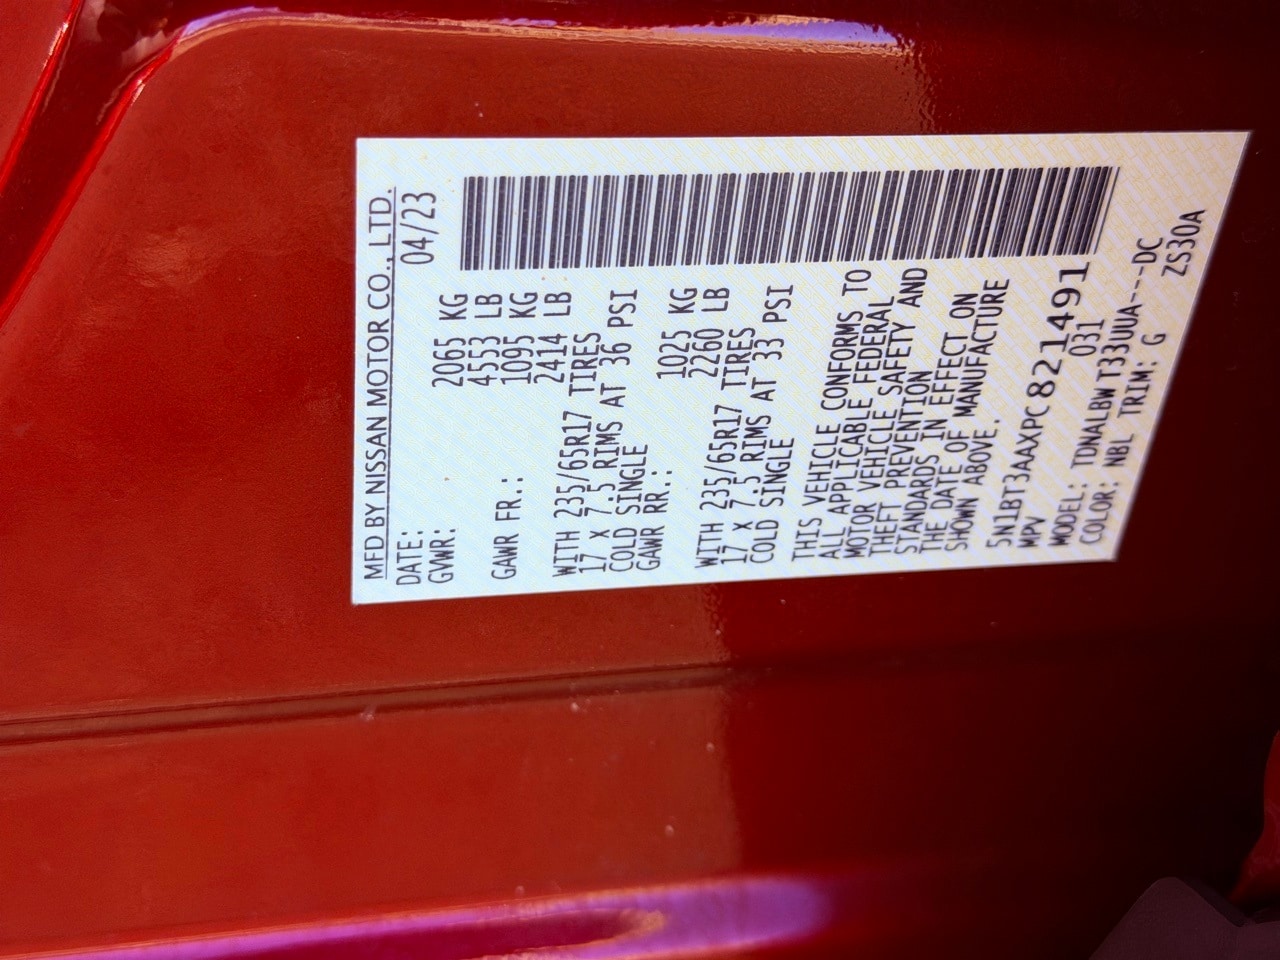 MFD BY NISSAN MOTOR CO., LTD.
DATE: 04/23
GVWR: 2065 KG
4553 LB
GAWR FR.: 1095 KG
2414 LB
WITH 235/65R17 TIRES
17 X 7.5 RIMS AT 36 PSI
COLD SINGLE
GAWR RR.: 1025 KG
2260 LB
WITH 235/65R17 TIRES
17 X 7.5 RIMS AT 33 PSI
COLD SINGLE
THIS VEHICLE CONFORMS TO
ALL APPLICABLE FEDERAL
MOTOR VEHICLE SAFETY AND
THEFT PREVENTION
STANDARDS IN EFFECT ON
THE DATE OF MANUFACTURE
SHOWN ABOVE.
5N1BT3AAXPC821491
MPV 031
MODEL: TDNALBWT33UUA---DC
COLOR: NBL TRIM: G ZS30A